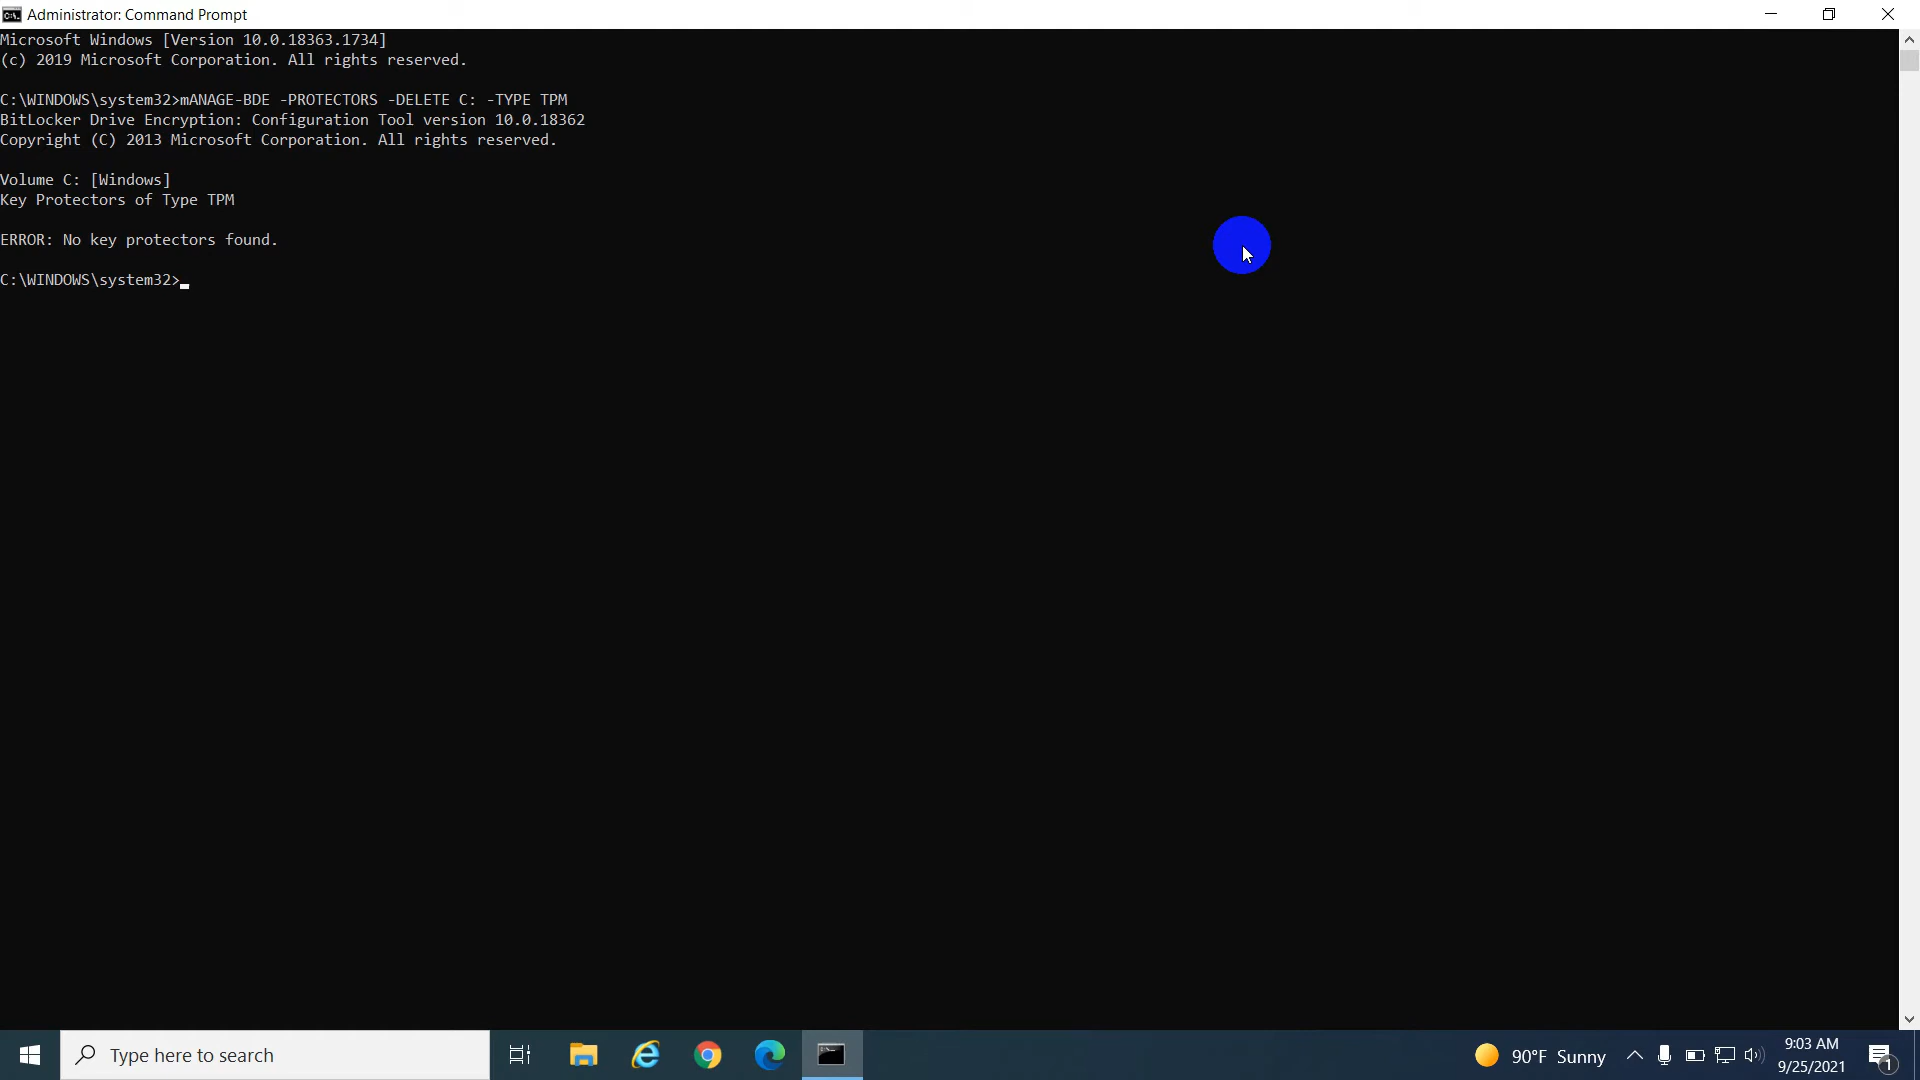 Administrator: Command Prompt
Microsoft Windows [Version 10.0.18363.1734]
(c) 2019 Microsoft Corporation. All rights reserved.
C:\WINDOWS\system32>mANAGE-BDE -PROTECTORS -DELETE C: -TYPE TPM
BitLocker Drive Encryption: Configuration Tool version 10.0.18362
Copyright (C) 2013 Microsoft Corporation. All rights reserved.
Volume C: [Windows]
Key Protectors of Type TPM
ERROR: No key protectors found.
C:\WINDOWS\system32>
Type here to search
90°F Sunny
9:03 AM
9/25/2021
1